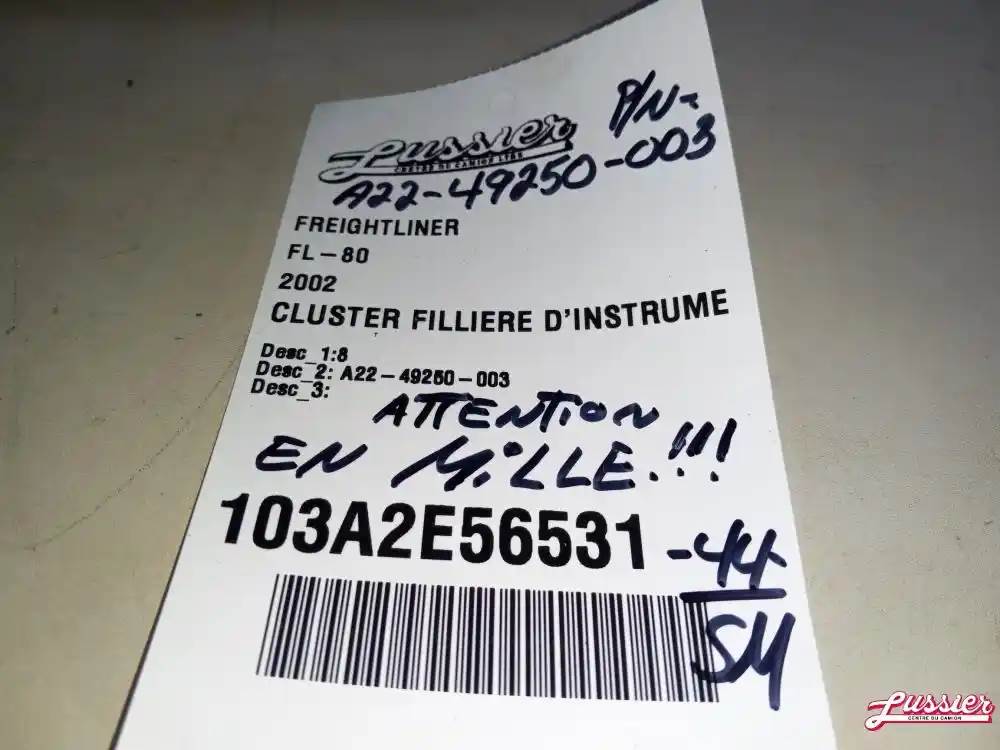 P/N-
Lussier
CENTRE DU CAMION LTÉE
A22-49250-003
FREIGHTLINER
FL-80
2002
CLUSTER FILLIERE D'INSTRUME
Desc_1:8
Desc_2: A22-49250-003
Desc_3:
ATTENTION
EN MILLE.!!!
103A2E56531 -44
SM
Lussier
CENTRE DU CAMION